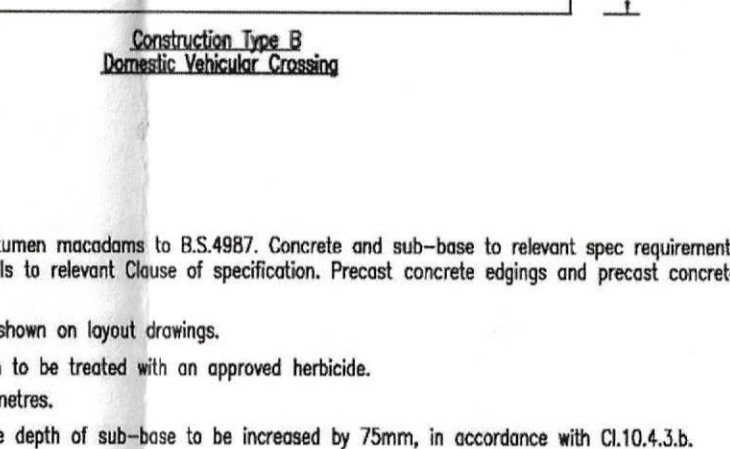 Construction Type B
Domestic Vehicular Crossing
umen macadams to B.S.4987. Concrete and sub-base to relevant spec requirement
ls to relevant Clause of specification. Precast concrete edgings and precast concret
shown on layout drawings.
to be treated with an approved herbicide.
netres.
e depth of sub-base to be increased by 75mm, in accordance with Cl.10.4.3.b.